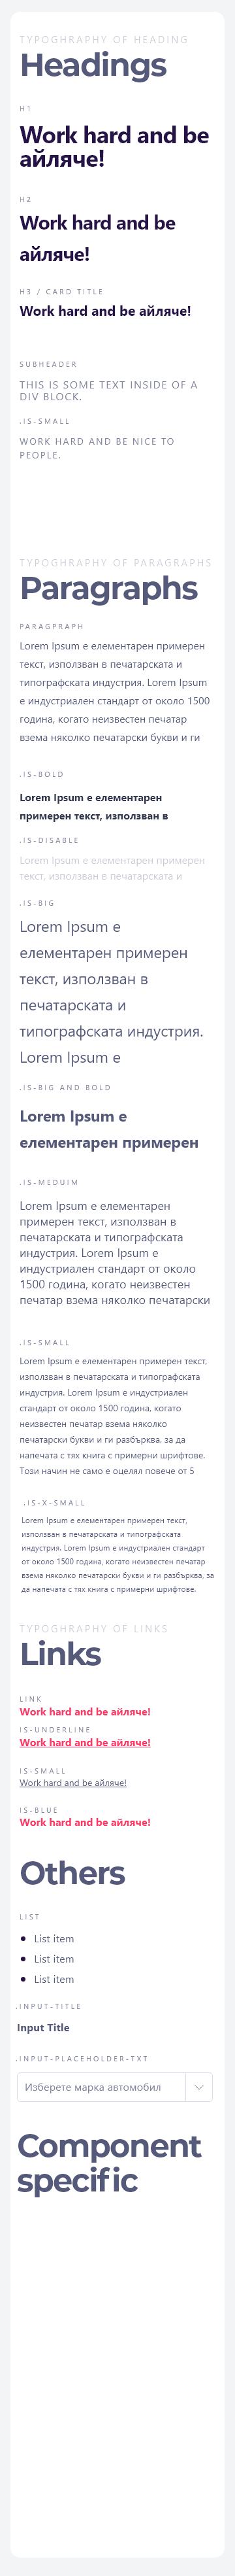 TYPOGHRAPHY OF HEADING
Headings
H1
Work hard and be
айляче!
H2
Work hard and be
айляче!
H3 / CARD TITLE
Work hard and be айляче!
SUBHEADER
THIS IS SOME TEXT INSIDE OF A
DIV BLOCK.
.IS-SMALL
WORK HARD AND BE NICE TO
PEOPLE.
TYPOGHRAPHY OF PARAGRAPHS
Paragraphs
PARAGPRAPH
Lorem Ipsum е елементарен примерен
текст, използван в печатарската и
типографската индустрия. Lorem Ipsum
е индустриален стандарт от около 1500
година, когато неизвестен печатар
взема няколко печатарски букви и ги
.IS-BOLD
Lorem Ipsum е елементарен
примерен текст, използван в
.IS-DISABLE
Lorem Ipsum е елементарен примерен
текст, използван в печатарската и
.IS-BIG
Lorem Ipsum е
елементарен примерен
текст, използван в
печатарската и
типографската индустрия.
Lorem Ipsum е
.IS-BIG AND BOLD
Lorem Ipsum е
елементарен примерен
.IS-MEDUIM
Lorem Ipsum е елементарен
примерен текст, използван в
печатарската и типографската
индустрия. Lorem Ipsum е
индустриален стандарт от около
1500 година, когато неизвестен
печатар взема няколко печатарски
.IS-SMALL
Lorem Ipsum е елементарен примерен текст,
използван в печатарската и типографската
индустрия. Lorem Ipsum е индустриален
стандарт от около 1500 година, когато
неизвестен печатар взема няколко
печатарски букви и ги разбърква, за да
напечата с тях книга с примерни шрифтове.
Този начин не само е оцелял повече от 5
.IS-X-SMALL
Lorem Ipsum е елементарен примерен текст,
използван в печатарската и типографската
индустрия. Lorem Ipsum е индустриален стандарт
от около 1500 година, когато неизвестен печатар
взема няколко печатарски букви и ги разбърква, за
да напечата с тях книга с примерни шрифтове.
TYPOGHRAPHY OF LINKS
Links
LINK
Work hard and be айляче!
IS-UNDERLINE
Work hard and be айляче!
.IS-SMALL
Work hard and be айляче!
IS-BLUE
Work hard and be айляче!
Others
LIST
List item
List item
List item
.INPUT-TITLE
Input Title
.INPUT-PLACEHOLDER-TXT
Изберете марка автомобил
Component
specific